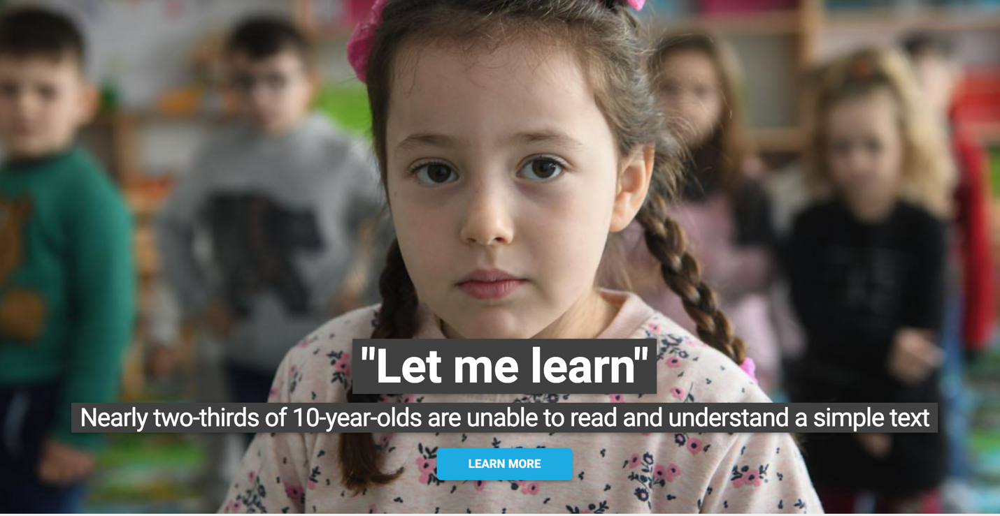 "Let me learn"
Nearly two-thirds of 10-year-olds are unable to read and understand a simple text
LEARN MORE